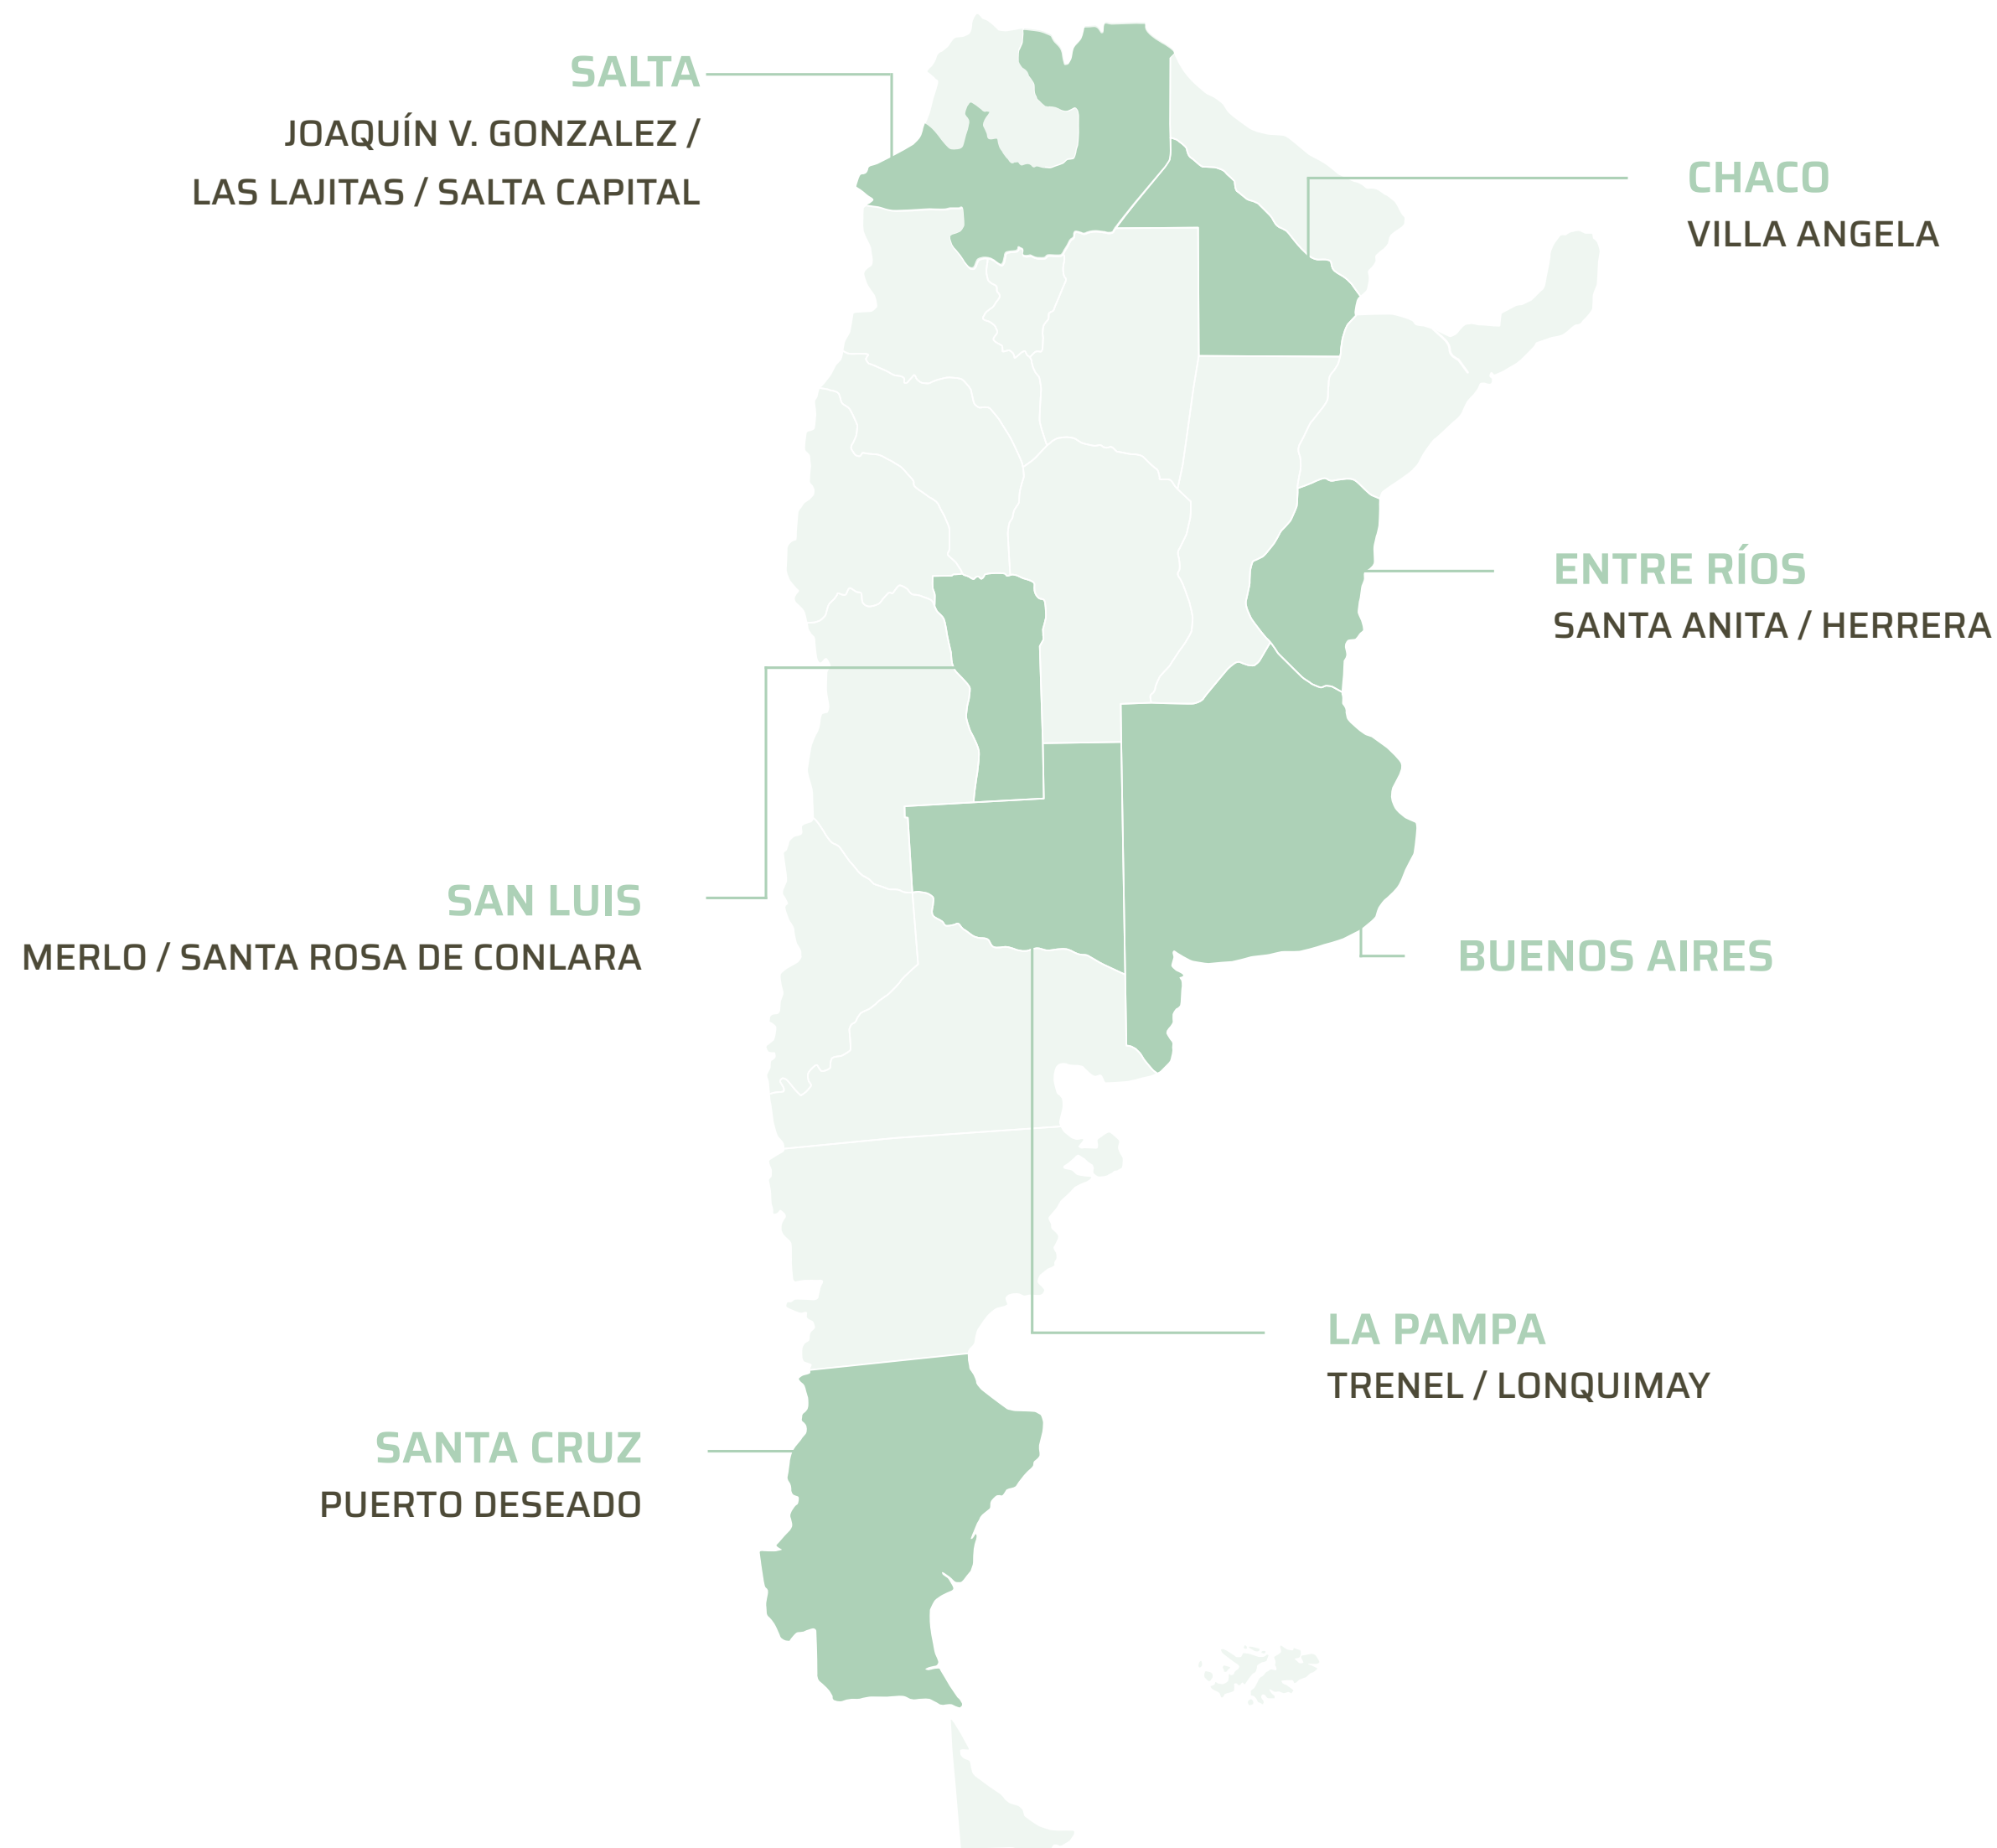 SALTA
JOAQUÍN V. GONZALEZ /
LAS LAJITAS / SALTA CAPITAL
CHACO
VILLA ANGELA
ENTRE RÍOS
SANTA ANITA / HERRERA
SAN LUIS
MERLO / SANTA ROSA DE CONLARA
BUENOS AIRES
LA PAMPA
TRENEL / LONQUIMAY
SANTA CRUZ
PUERTO DESEADO